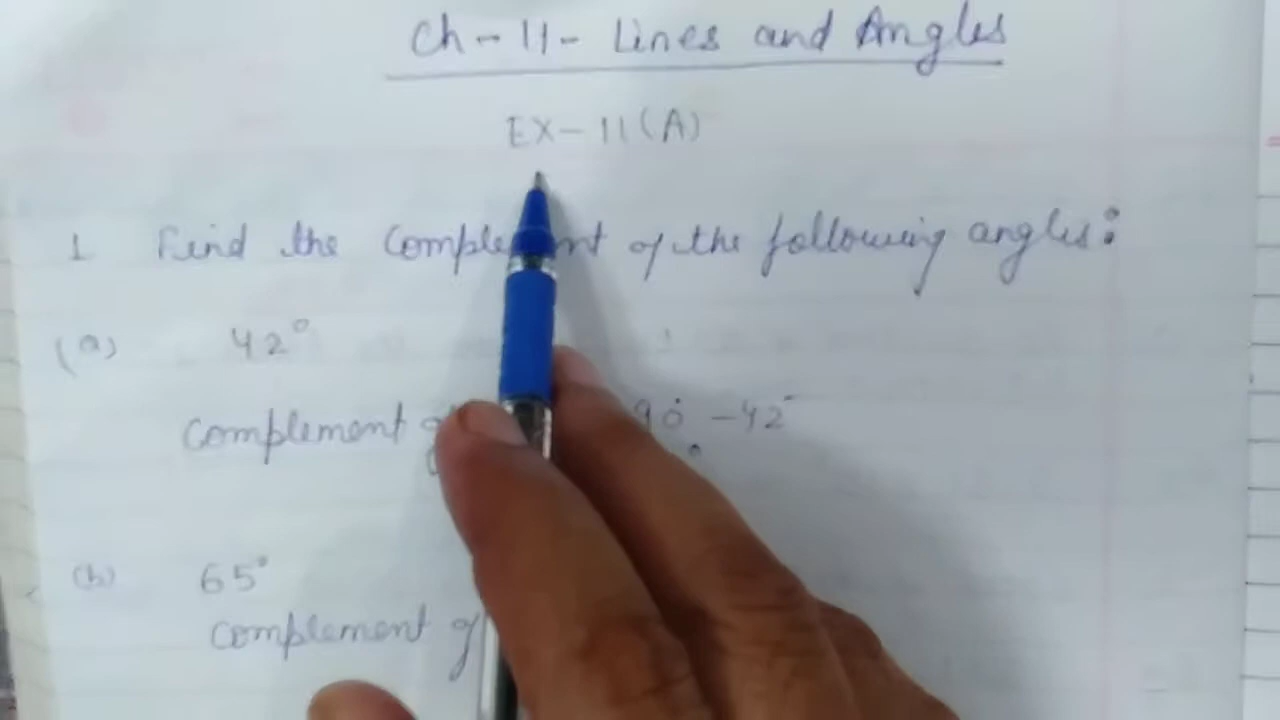 Ch-11- Lines and Angles
EX-11(A)
1 Find the Complement of the following angles:
(a) 42°
complement 90° -42°
(b) 65°
complement of